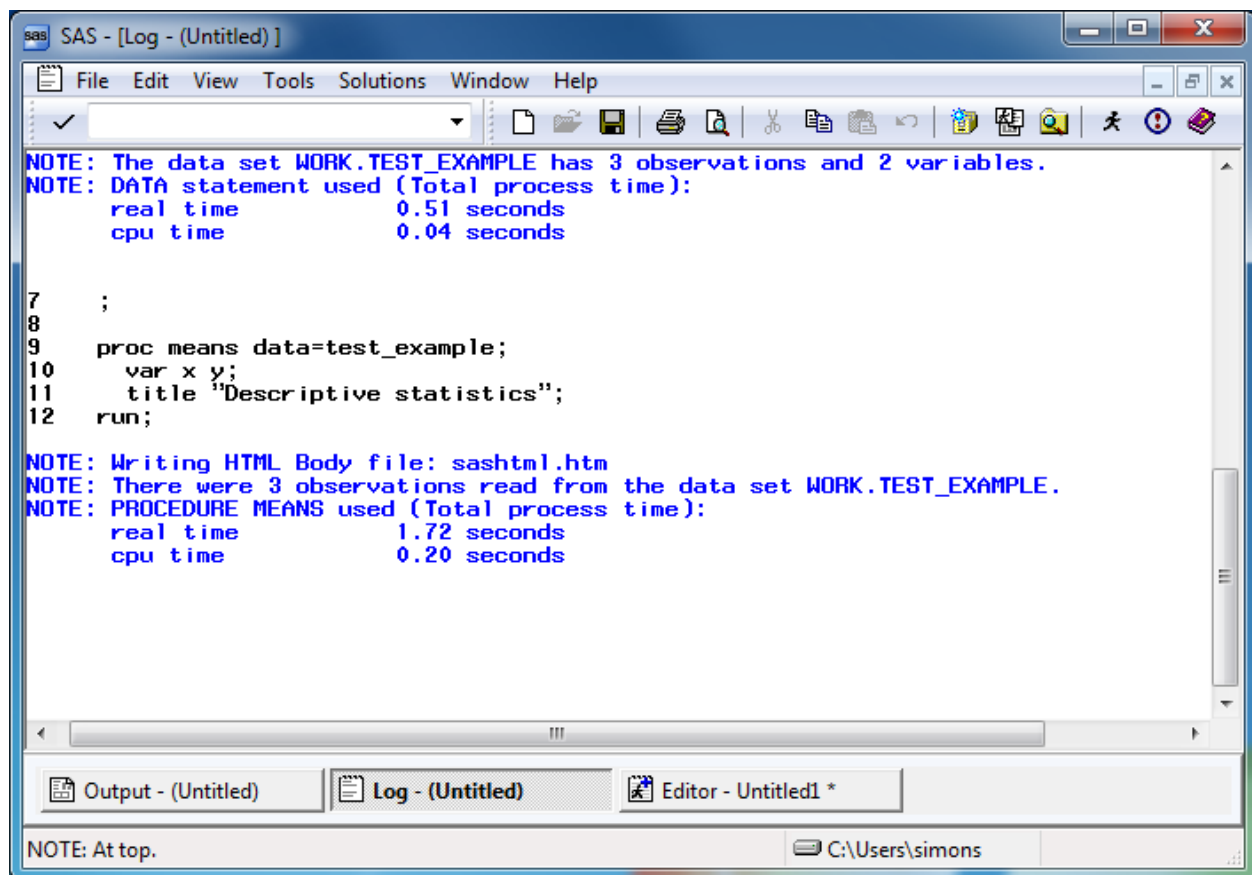 sas SAS - [Log - (Untitled) ]
File Edit View Tools Solutions Window Help
NOTE: The data set WORK.TEST_EXAMPLE has 3 observations and 2 variables.
NOTE: DATA statement used (Total process time):
      real time           0.51 seconds
      cpu time            0.04 seconds
7    ;
8
9    proc means data=test_example;
10     var x y;
11     title "Descriptive statistics";
12   run;
NOTE: Writing HTML Body file: sashtml.htm
NOTE: There were 3 observations read from the data set WORK.TEST_EXAMPLE.
NOTE: PROCEDURE MEANS used (Total process time):
      real time           1.72 seconds
      cpu time            0.20 seconds
Output - (Untitled) Log - (Untitled) Editor - Untitled1 *
NOTE: At top. C:\Users\simons